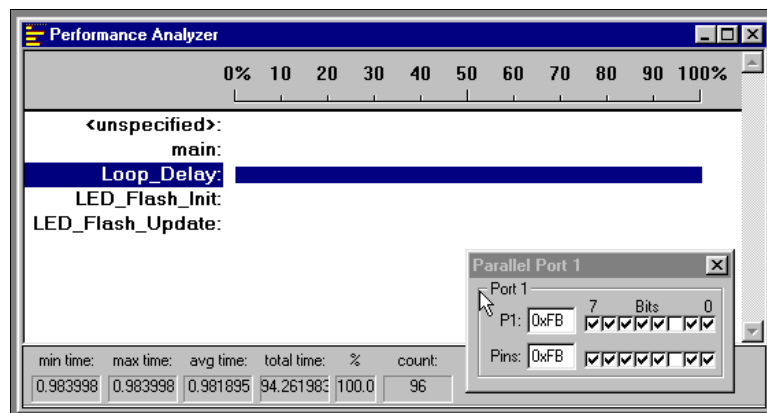 Performance Analyzer
0% 10 20 30 40 50 60 70 80 90 100%
<unspecified>:
main:
Loop_Delay:
LED_Flash_Init:
LED_Flash_Update:
Parallel Port 1
Port 1
7 Bits 0
P1: 0xFB
Pins: 0xFB
min time: max time: avg time: total time: % count:
0.983998 0.983998 0.981895 94.261983 100.0 96